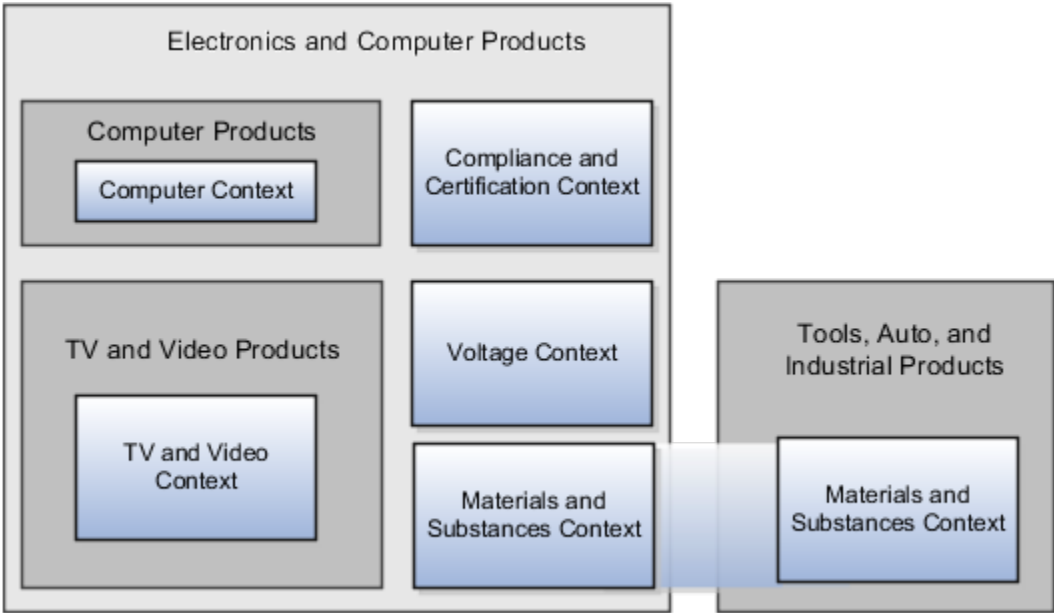 Electronics and Computer Products
Computer Products
Computer Context
Compliance and
Certification Context
TV and Video Products
TV and Video
Context
Voltage Context
Materials and
Substances Context
Tools, Auto, and
Industrial Products
Materials and
Substances Context